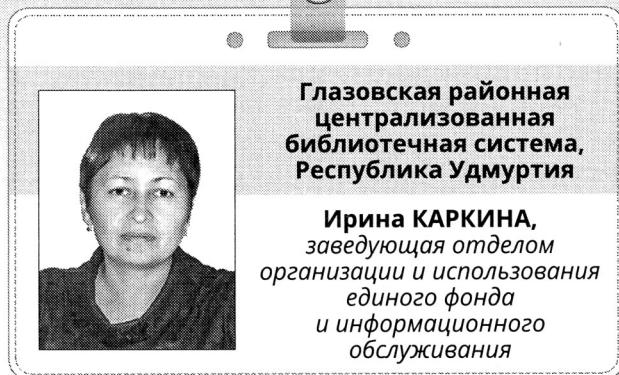 Глазовская районная
централизованная
библиотечная система,
Республика Удмуртия
Ирина КАРКИНА,
заведующая отделом
организации и использования
единого фонда
и информационного
обслуживания